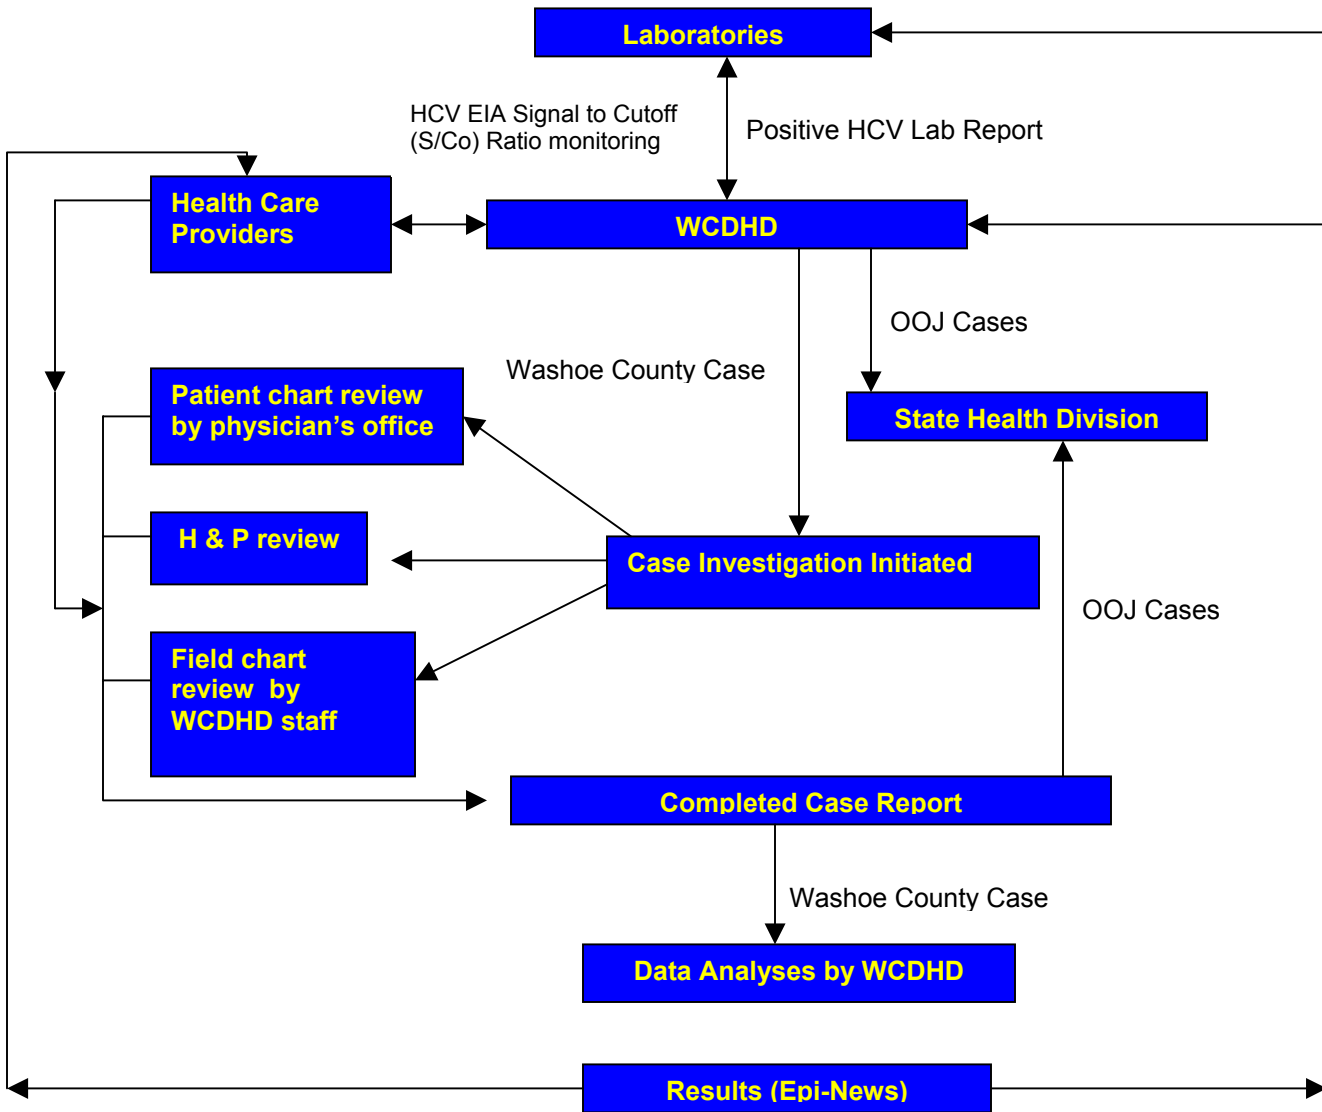 Laboratories
HCV EIA Signal to Cutoff
(S/Co) Ratio monitoring
Positive HCV Lab Report
Health Care
Providers
WCDHD
OOJ Cases
Washoe County Case
Patient chart review
by physician's office
State Health Division
H & P review
Case Investigation Initiated
OOJ Cases
Field chart
review by
WCDHD staff
Completed Case Report
Washoe County Case
Data Analyses by WCDHD
Results (Epi-News)